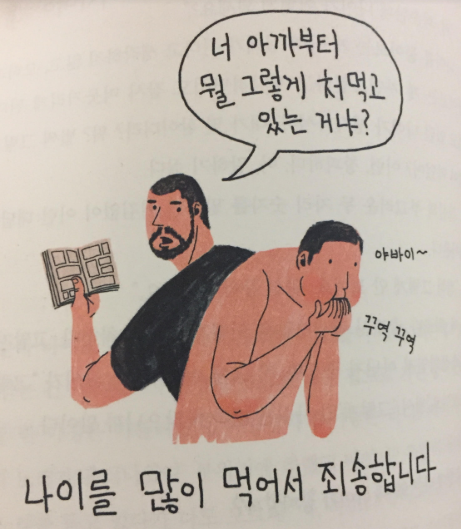 너 아까부터
뭘 그렇게 처먹고
있는 거냐?
야바이~
꾸역 꾸역
나이를 많이 먹어서 죄송합니다